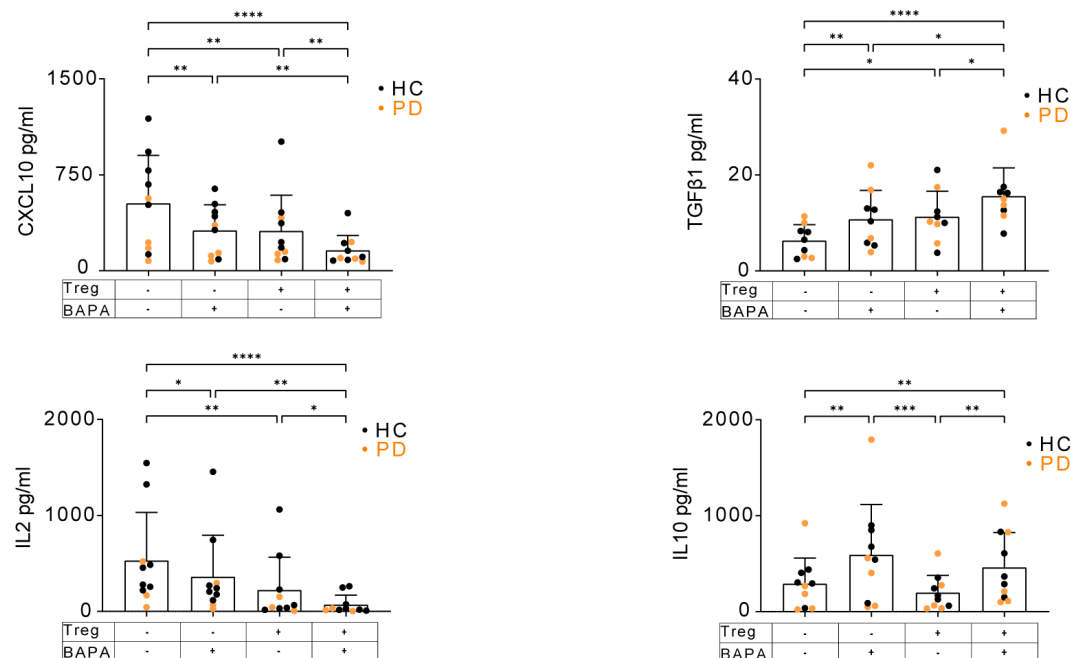 ****
** **
** **
1500
750
0
CXCL10 pg/ml
HC
PD
Treg - - + +
BAPA - + - +
****
** *
* *
40
20
0
TGFβ1 pg/ml
HC
PD
Treg - - + +
BAPA - + - +
****
* **
** *
2000
1000
0
IL2 pg/ml
HC
PD
Treg - - + +
BAPA - + - +
**
** *** **
2000
1000
0
IL10 pg/ml
HC
PD
Treg - - + +
BAPA - + - +